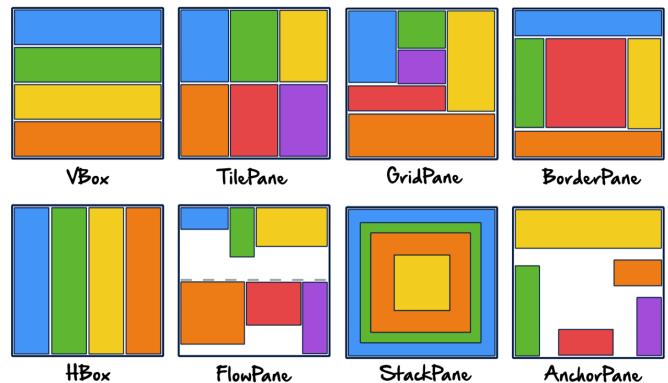 VBox
TilePane
GridPane
BorderPane
HBox
FlowPane
StackPane
AnchorPane